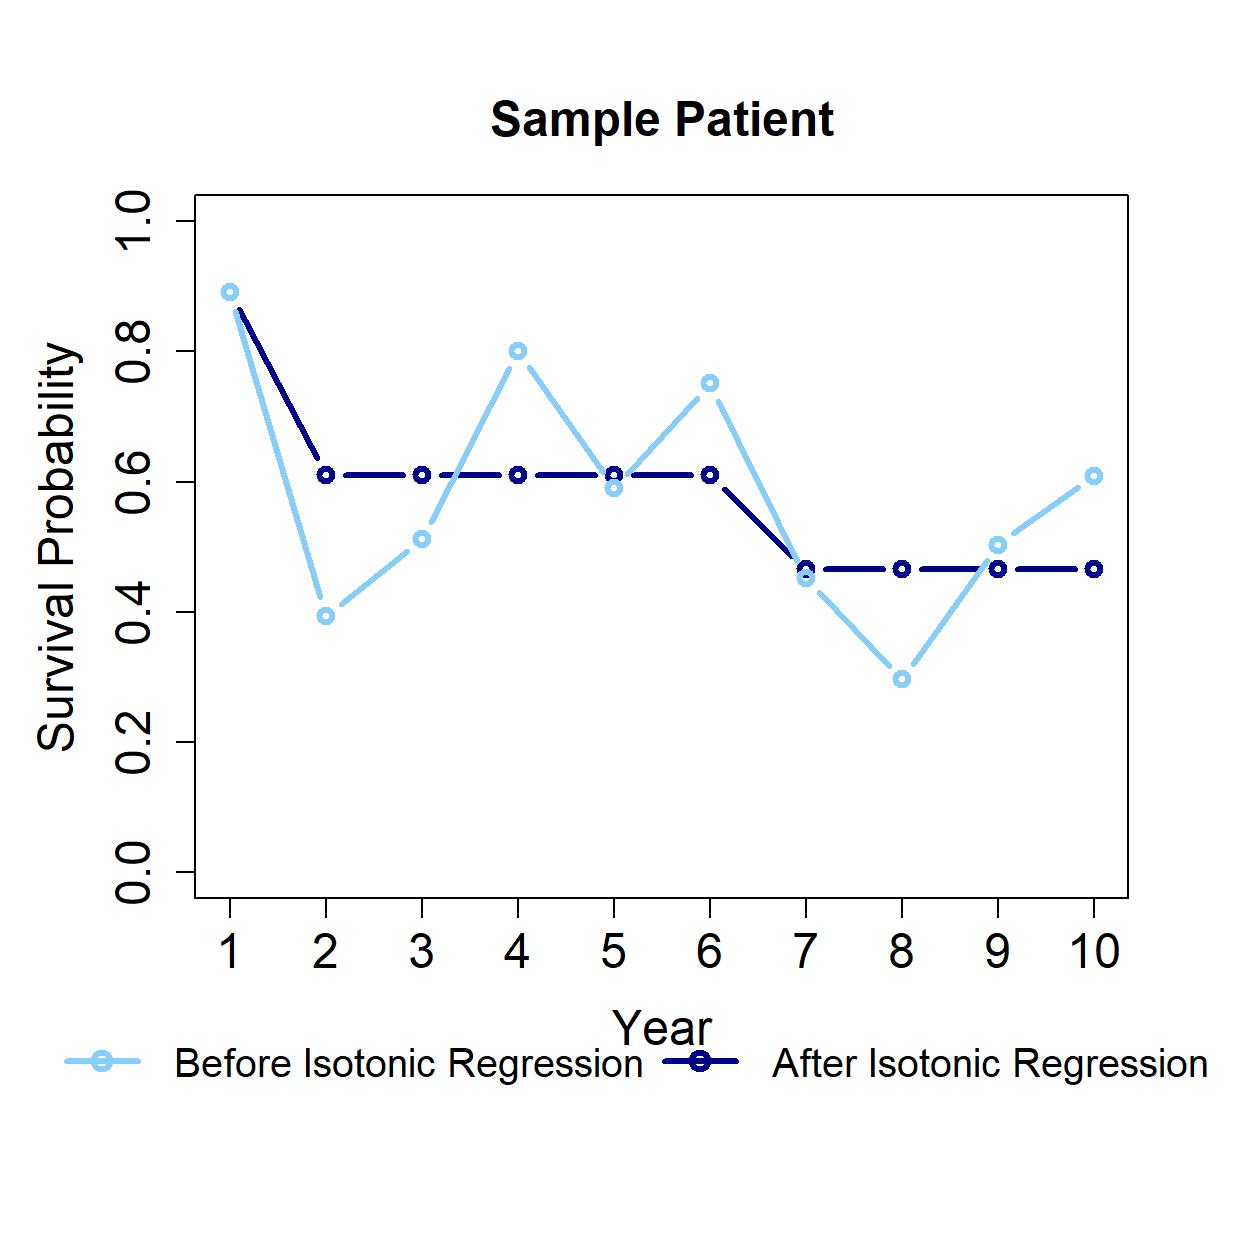 Sample Patient
Survival Probability
1.0
0.8
0.6
0.4
0.2
0.0
1 2 3 4 5 6 7 8 9 10
Year
Before Isotonic Regression After Isotonic Regression